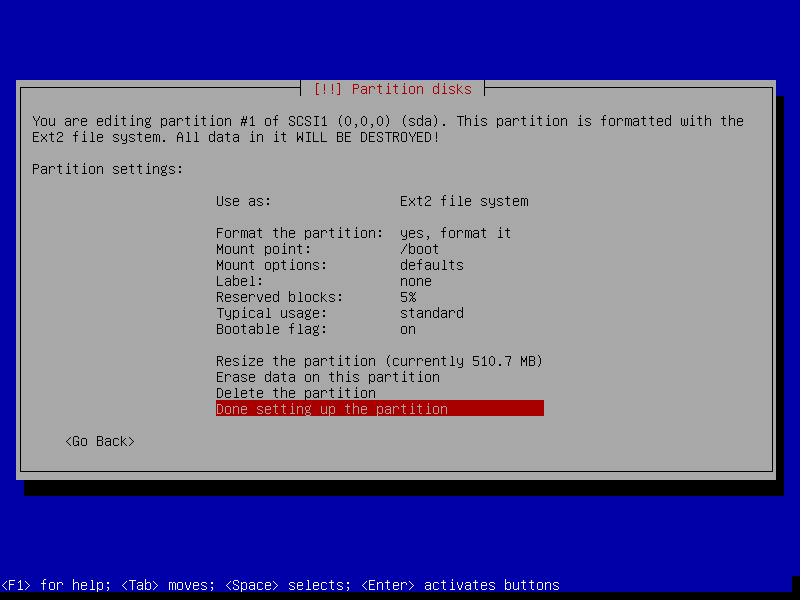 [!!] Partition disks
You are editing partition #1 of SCSI1 (0,0,0) (sda). This partition is formatted with the
Ext2 file system. All data in it WILL BE DESTROYED!
Partition settings:
Use as: Ext2 file system
Format the partition: yes, format it
Mount point: /boot
Mount options: defaults
Label: none
Reserved blocks: 5%
Typical usage: standard
Bootable flag: on
Resize the partition (currently 510.7 MB)
Erase data on this partition
Delete the partition
Done setting up the partition
<Go Back>
<F1> for help; <Tab> moves; <Space> selects; <Enter> activates buttons